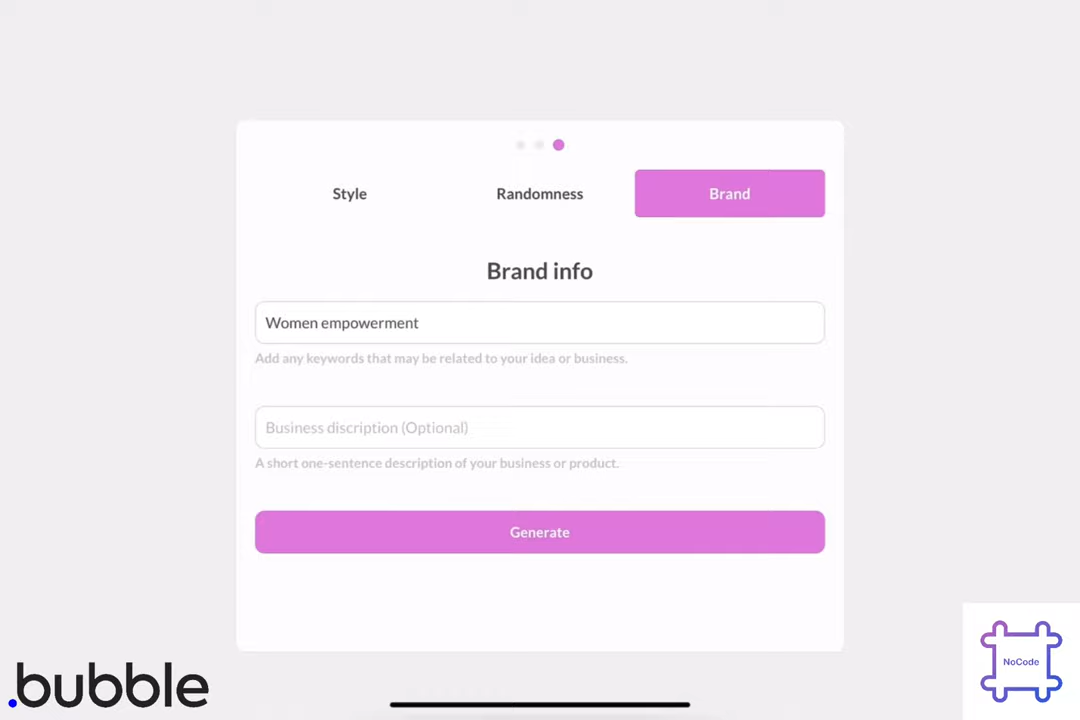 Style
Randomness
Brand
Brand info
Women empowerment
Add any keywords that may be related to your idea or business.
Business discription (Optional)
A short one-sentence description of your business or product.
Generate
.bubble
NoCode